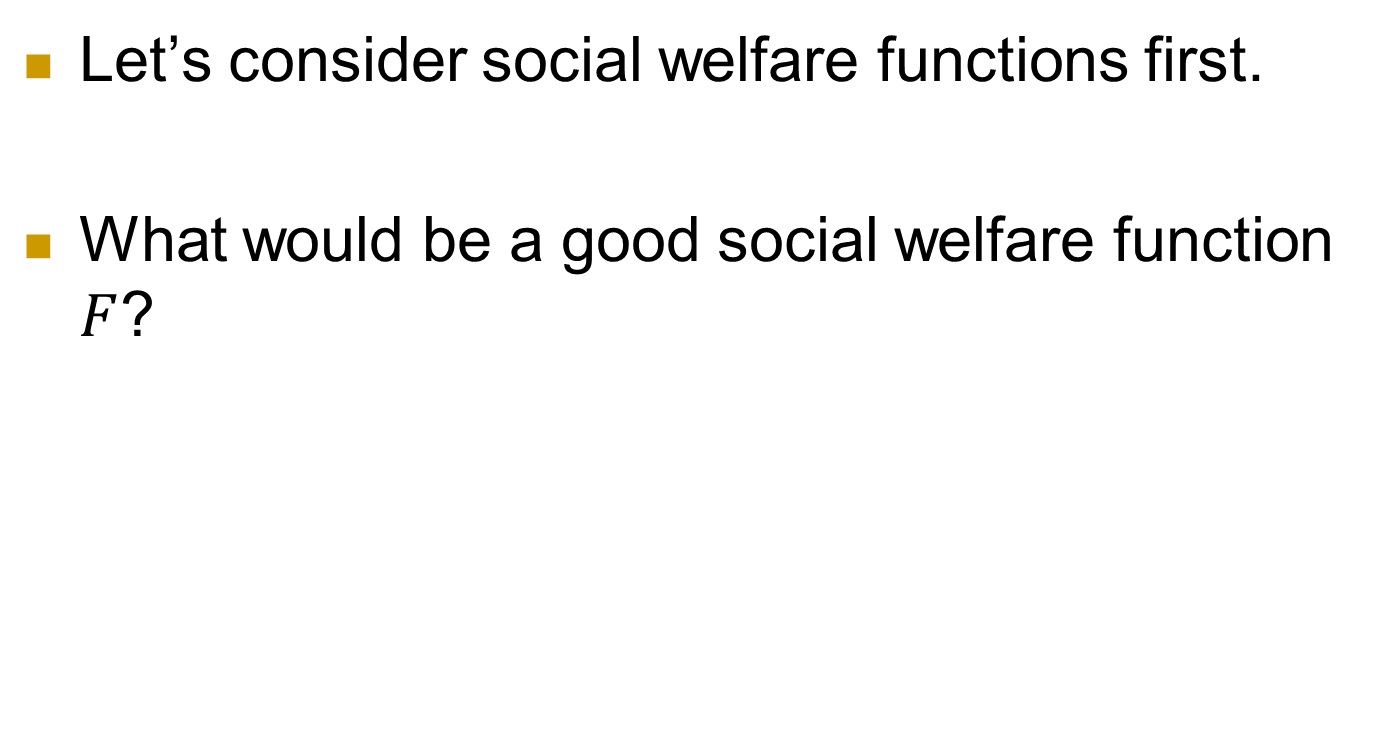 Let’s consider social welfare functions first.
What would be a good social welfare function
F?